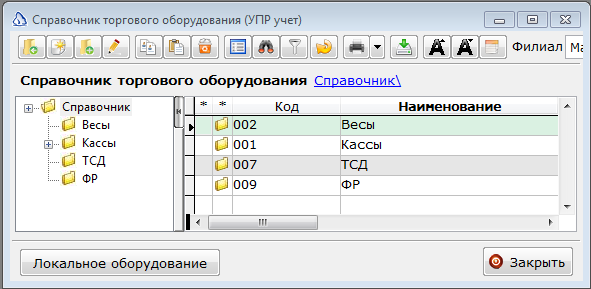 Справочник торгового оборудования (УПР учет)
A A Филиал Ма
Справочник торгового оборудования Справочник\
Справочник
Весы
Кассы
ТСД
ФР
* * Код Наименование
002 Весы
001 Кассы
007 ТСД
009 ФР
Локальное оборудование
Закрыть